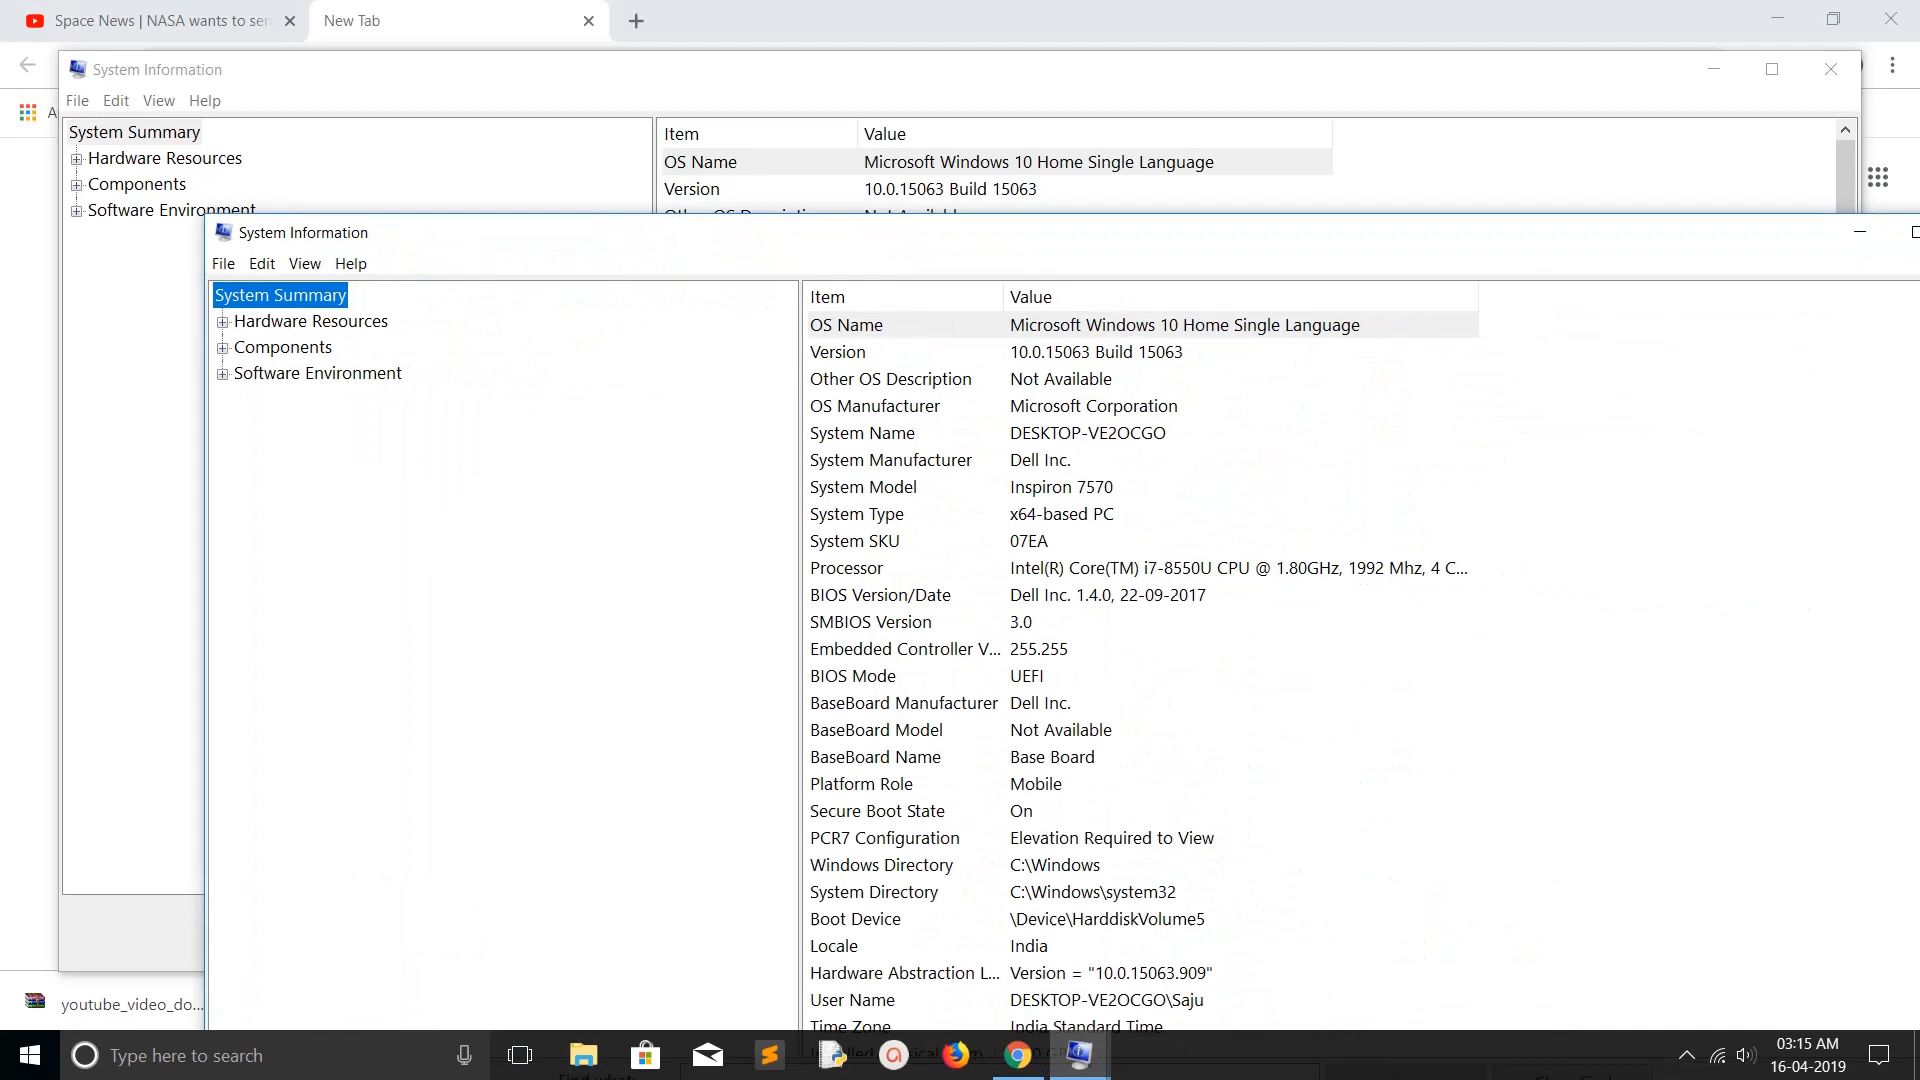 Space News | NASA wants to sen
New Tab
System Information
File Edit View Help
System Summary
Hardware Resources
Components
Software Environment
Item Value
OS Name Microsoft Windows 10 Home Single Language
Version 10.0.15063 Build 15063
System Information
File Edit View Help
System Summary
Hardware Resources
Components
Software Environment
Item Value
OS Name Microsoft Windows 10 Home Single Language
Version 10.0.15063 Build 15063
Other OS Description Not Available
OS Manufacturer Microsoft Corporation
System Name DESKTOP-VE2OCGO
System Manufacturer Dell Inc.
System Model Inspiron 7570
System Type x64-based PC
System SKU 07EA
Processor Intel(R) Core(TM) i7-8550U CPU @ 1.80GHz, 1992 Mhz, 4 C...
BIOS Version/Date Dell Inc. 1.4.0, 22-09-2017
SMBIOS Version 3.0
Embedded Controller V... 255.255
BIOS Mode UEFI
BaseBoard Manufacturer Dell Inc.
BaseBoard Model Not Available
BaseBoard Name Base Board
Platform Role Mobile
Secure Boot State On
PCR7 Configuration Elevation Required to View
Windows Directory C:\Windows
System Directory C:\Windows\system32
Boot Device \Device\HarddiskVolume5
Locale India
Hardware Abstraction L... Version = "10.0.15063.909"
User Name DESKTOP-VE2OCGO\Saju
Time Zone India Standard Time
youtube_video_do...
Type here to search
03:15 AM
16-04-2019